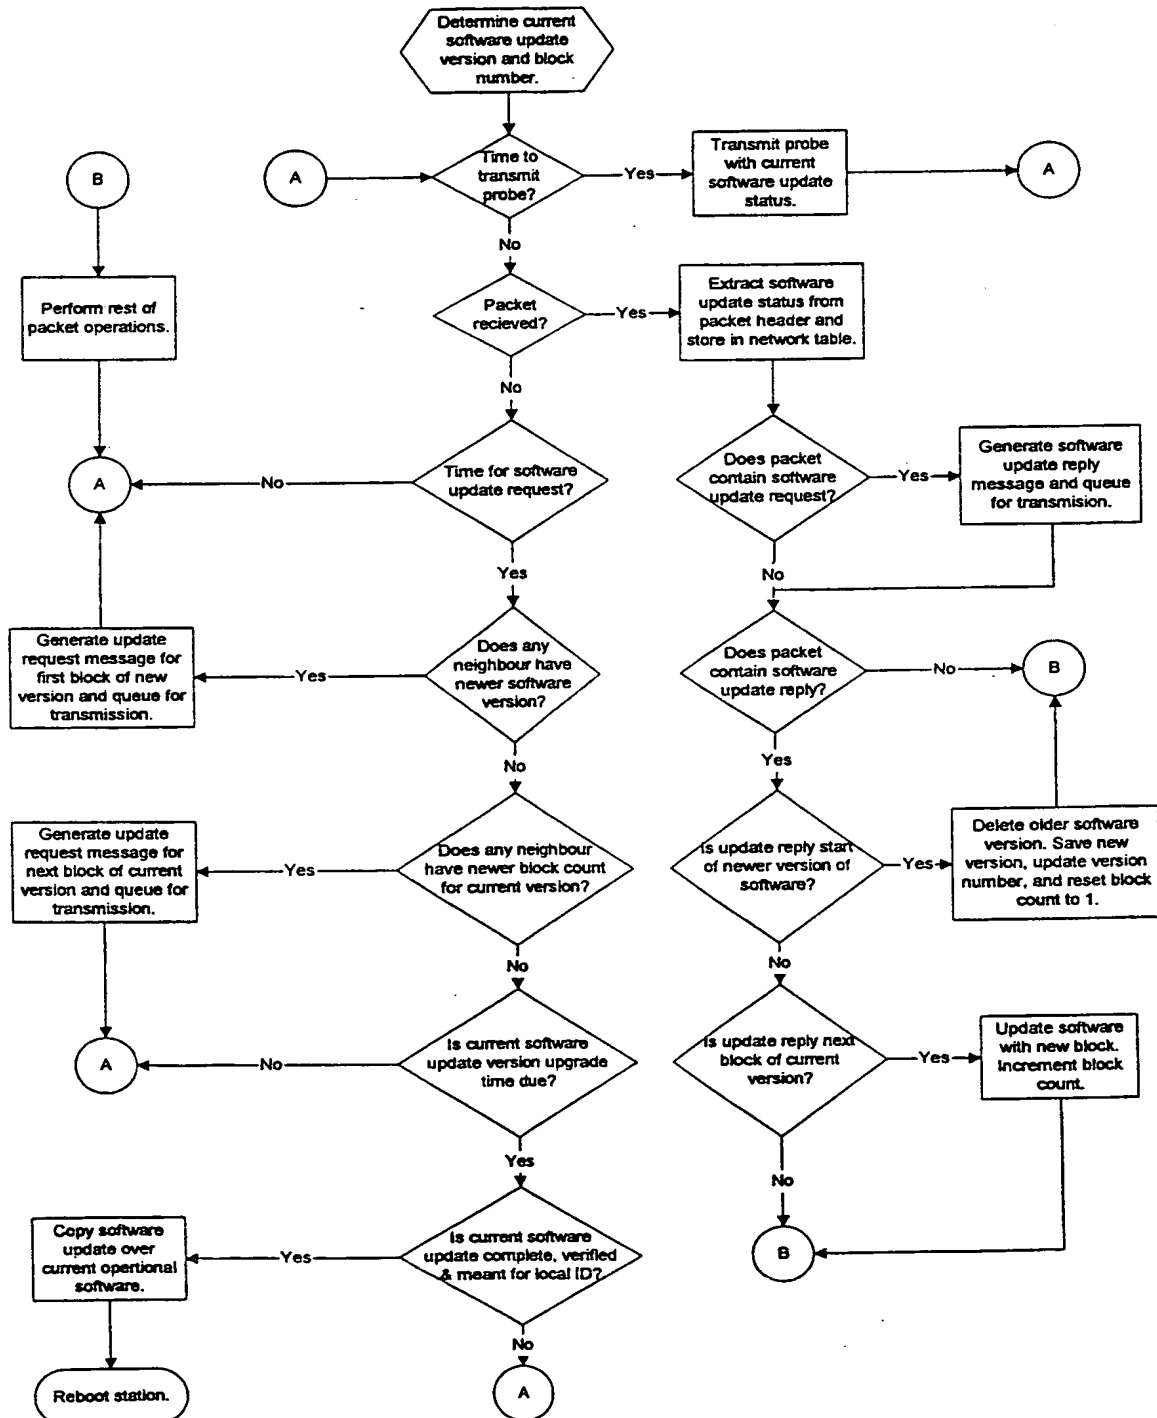 Determine current
software update
version and block
number.
B
A
Time to
transmit
probe?
Yes
Transmit probe
with current
software update
status.
A
No
Perform rest of
packet operations.
Packet
recieved?
Yes
Extract software
update status from
packet header and
store in network table.
No
A
No
Time for software
update request?
Does packet
contain software
update request?
Yes
Generate software
update reply
message and queue
for transmision.
Yes
No
Generate update
request message for
first block of new
version and queue for
transmission.
Yes
Does any
neighbour have
newer software
version?
Does packet
contain software
update reply?
No
B
No
Yes
Generate update
request message for
next block of current
version and queue for
transmission.
Yes
Does any neighbour
have newer block count
for current version?
Is update reply start
of newer version of
software?
Yes
Delete older software
version. Save new
version, update version
number, and reset block
count to 1.
No
No
A
No
Is current software
update version upgrade
time due?
Is update reply next
block of current
version?
Yes
Update software
with new block.
Increment block
count.
Yes
No
Copy software
update over
current opertional
software.
Yes
Is current software
update complete, verified
& meant for local ID?
B
No
Reboot station.
A